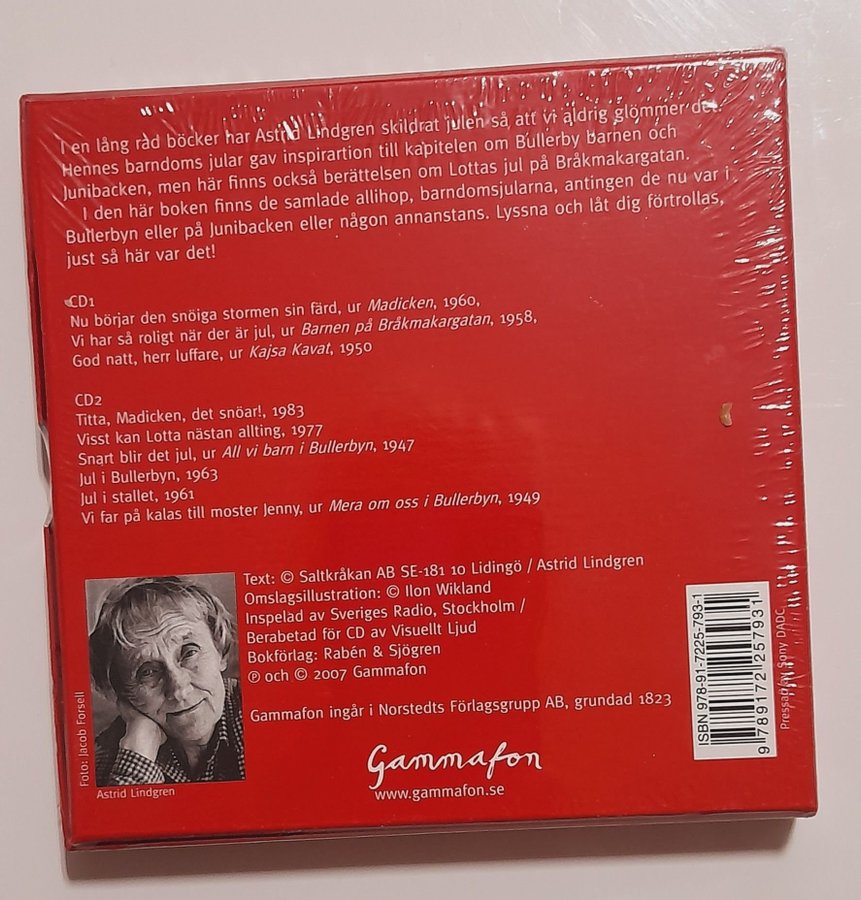 I en lång rad böcker har Astrid Lindgren skildrat julen så att vi aldrig glömmer det.
Hennes barndoms jular gav inspirartion till kapitelen om Bullerby barnen och
Junibacken, men här finns också berättelsen om Lottas jul på Bråkmakargatan.
I den här boken finns de samlade allihop, barndomsjularna, antingen de nu var i
Bullerbyn eller på Junibacken eller någon annanstans. Lyssna och låt dig förtrollas,
just så här var det!
CD1
Nu börjar den snöiga stormen sin färd, ur Madicken, 1960,
Vi har så roligt när der är jul, ur Barnen på Bråkmakargatan, 1958,
God natt, herr luffare, ur Kajsa Kavat, 1950
CD2
Titta, Madicken, det snöar!, 1983
Visst kan Lotta nästan allting, 1977
Snart blir det jul, ur All vi barn i Bullerbyn, 1947
Jul i Bullerbyn, 1963
Jul i stallet, 1961
Vi far på kalas till moster Jenny, ur Mera om oss i Bullerbyn, 1949
Text: © Saltkråkan AB SE-181 10 Lidingö / Astrid Lindgren
Omslagsillustration: © Ilon Wikland
Inspelad av Sveriges Radio, Stockholm /
Berabetad för CD av Visuellt Ljud
Bokförlag: Rabén & Sjögren
℗ och © 2007 Gammafon
Gammafon ingår i Norstedts Förlagsgrupp AB, grundad 1823
Foto: Jacob Forsell
Astrid Lindgren
Gammafon
www.gammafon.se
ISBN 978-91-7225-793-1
9 789172 257931
Pressad av Sony DADC